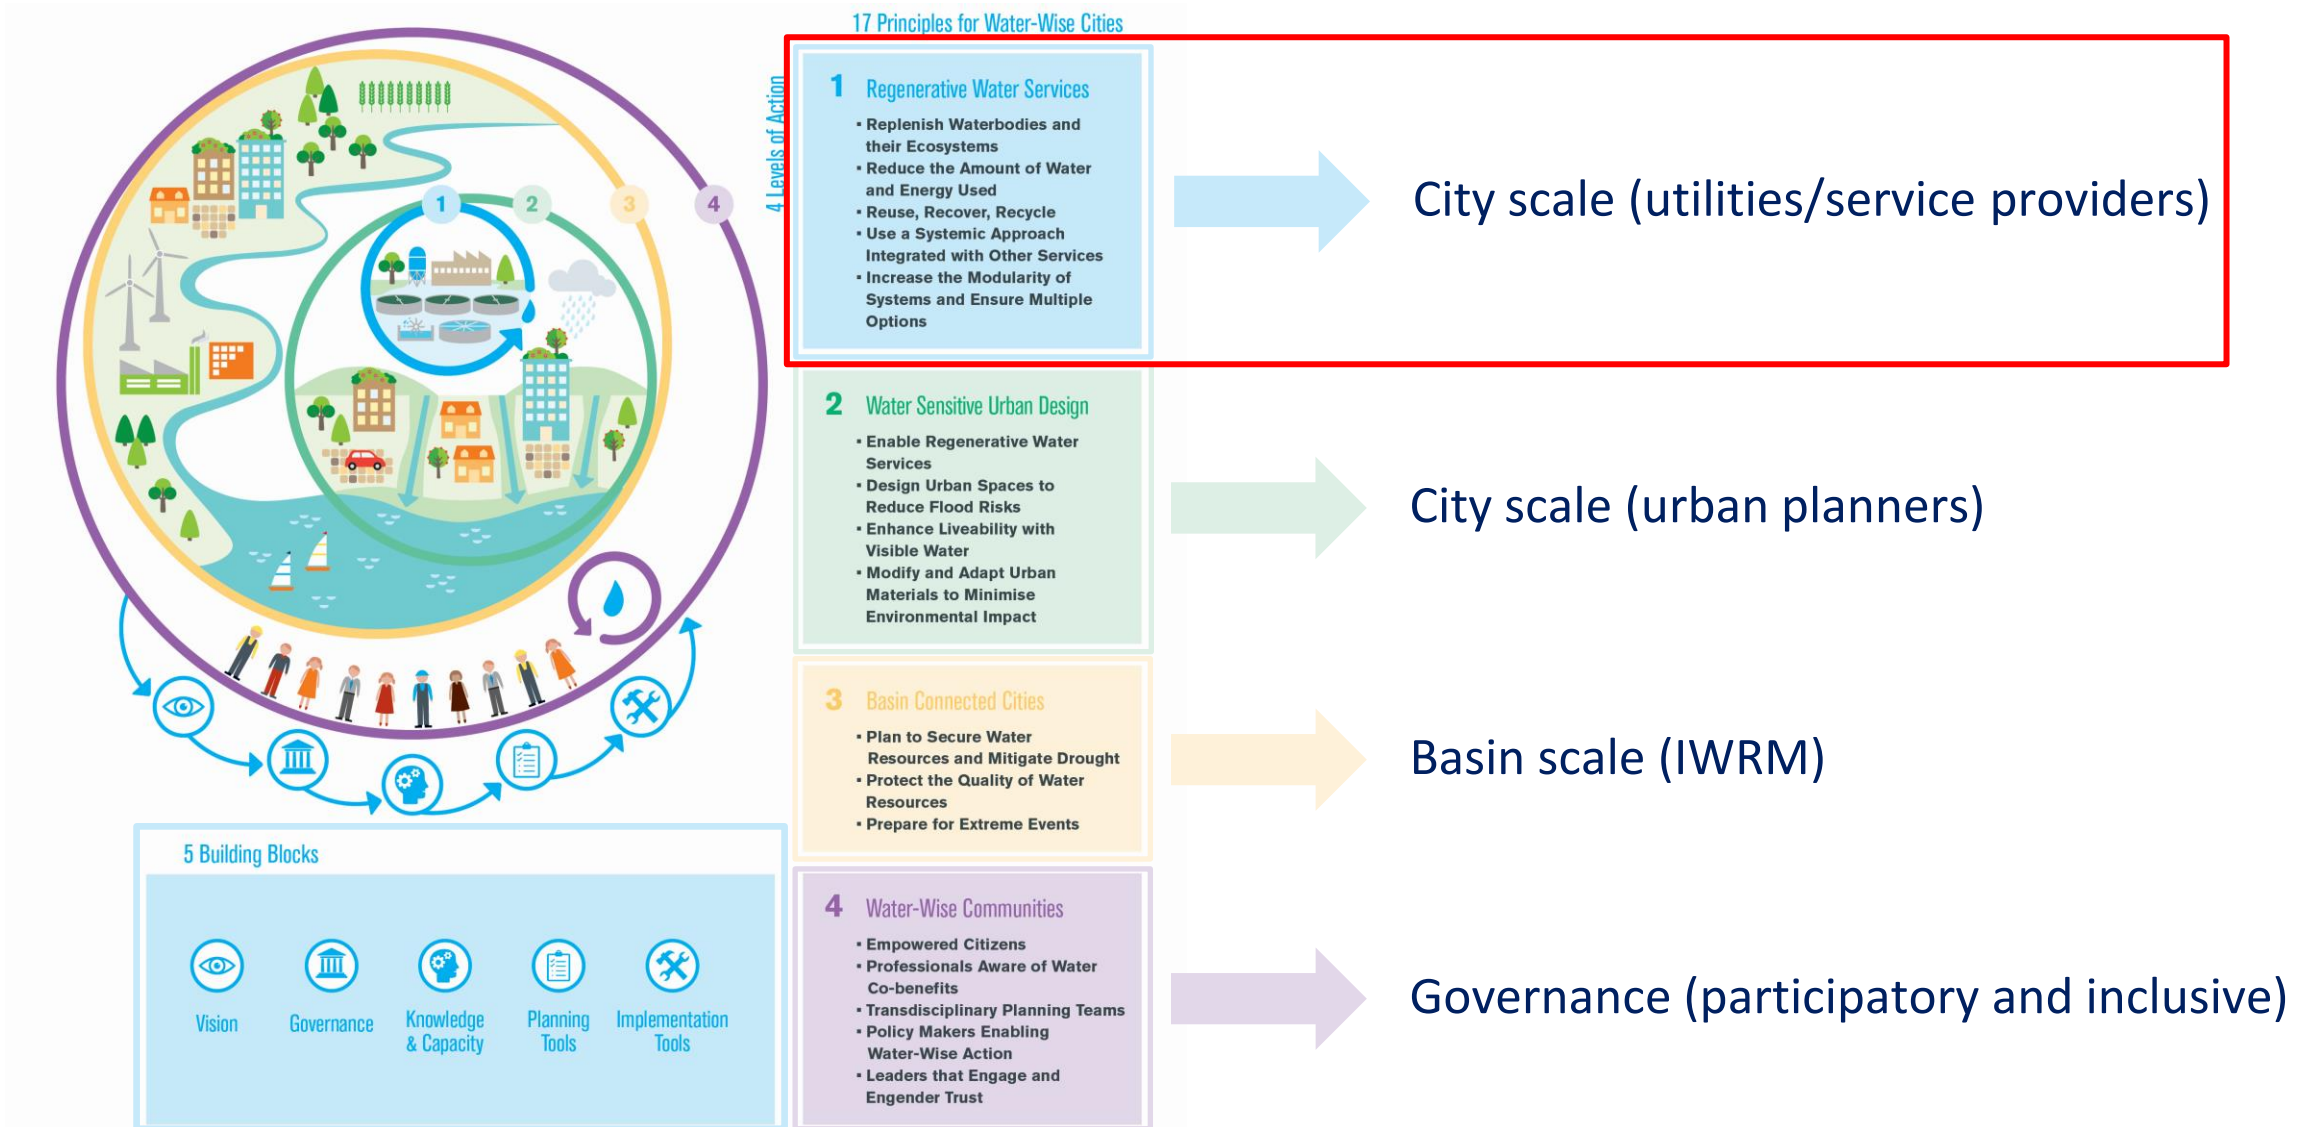 17 Principles for Water-Wise Cities
4 Levels of Action
1 2 3 4
1 Regenerative Water Services
▪ Replenish Waterbodies and
their Ecosystems
▪ Reduce the Amount of Water
and Energy Used
▪ Reuse, Recover, Recycle
▪ Use a Systemic Approach
Integrated with Other Services
▪ Increase the Modularity of
Systems and Ensure Multiple
Options
City scale (utilities/service providers)
2 Water Sensitive Urban Design
▪ Enable Regenerative Water
Services
▪ Design Urban Spaces to
Reduce Flood Risks
▪ Enhance Liveability with
Visible Water
▪ Modify and Adapt Urban
Materials to Minimise
Environmental Impact
City scale (urban planners)
3 Basin Connected Cities
▪ Plan to Secure Water
Resources and Mitigate Drought
▪ Protect the Quality of Water
Resources
▪ Prepare for Extreme Events
Basin scale (IWRM)
4 Water-Wise Communities
▪ Empowered Citizens
▪ Professionals Aware of Water
Co-benefits
▪ Transdisciplinary Planning Teams
▪ Policy Makers Enabling
Water-Wise Action
▪ Leaders that Engage and
Engender Trust
Governance (participatory and inclusive)
5 Building Blocks
Vision
Governance
Knowledge
& Capacity
Planning
Tools
Implementation
Tools